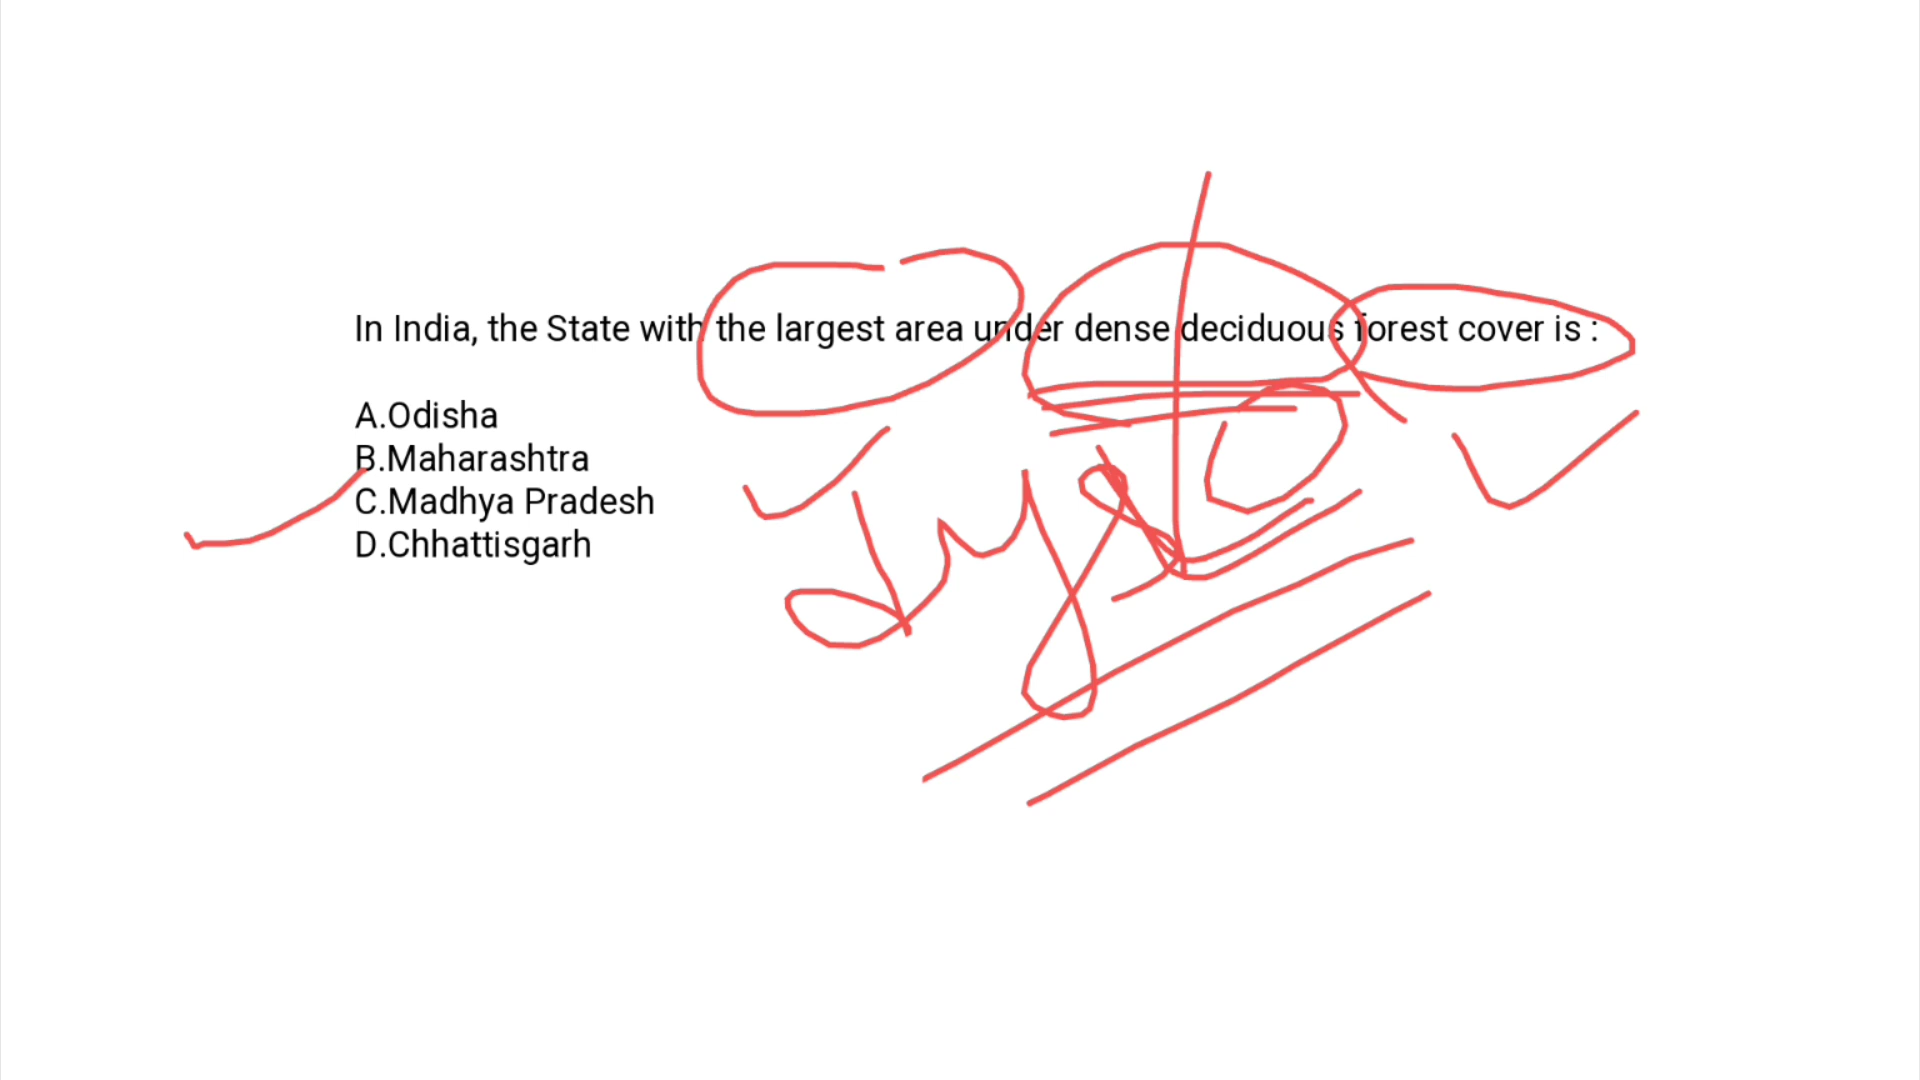 In India, the State with the largest area under dense deciduous forest cover is :
A.Odisha
B.Maharashtra
C.Madhya Pradesh
D.Chhattisgarh